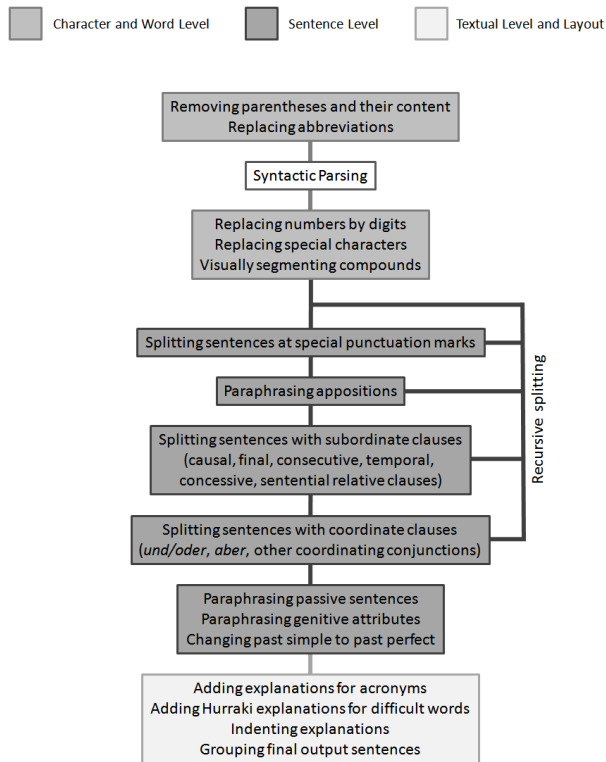 Character and Word Level
Sentence Level
Textual Level and Layout
Removing parentheses and their content
Replacing abbreviations
Syntactic Parsing
Replacing numbers by digits
Replacing special characters
Visually segmenting compounds
Splitting sentences at special punctuation marks
Paraphrasing appositions
Splitting sentences with subordinate clauses
(causal, final, consecutive, temporal,
concessive, sentential relative clauses)
Splitting sentences with coordinate clauses
(und/oder, aber, other coordinating conjunctions)
Recursive splitting
Paraphrasing passive sentences
Paraphrasing genitive attributes
Changing past simple to past perfect
Adding explanations for acronyms
Adding Hurraki explanations for difficult words
Indenting explanations
Grouping final output sentences